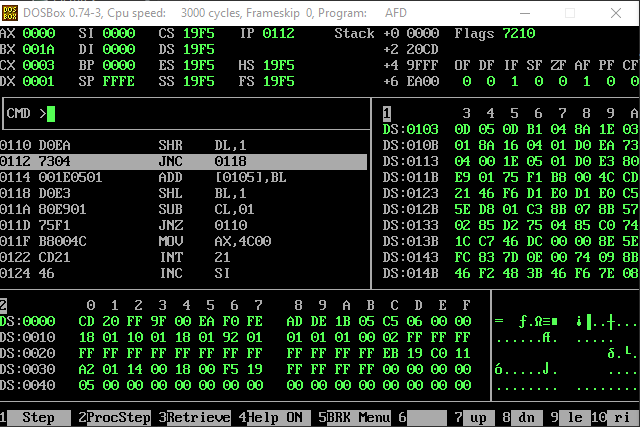 DOSBox 0.74-3, Cpu speed: 3000 cycles, Frameskip 0, Program: AFD
AX 0000 SI 0000 CS 19F5 IP 0112 Stack +0 0000 Flags 7210
BX 001A DI 0000 DS 19F5 +2 20CD
CX 0003 BP 0000 ES 19F5 HS 19F5 +4 9FFF OF DF IF SF ZF AF PF CF
DX 0001 SP FFFE SS 19F5 FS 19F5 +6 EA00 0 0 1 0 0 1 0 0
CMD >
1 3 4 5 6 7 8 9 A
DS:0103 0D 05 0D B1 04 8A 1E 03
0110 D0EA SHR DL,1 DS:010B 01 8A 16 04 01 D0 EA 73
0112 7304 JNC 0118 DS:0113 04 00 1E 05 01 D0 E3 80
0114 001E0501 ADD [0105],BL DS:011B E9 01 75 F1 B8 00 4C CD
0118 D0E3 SHL BL,1 DS:0123 21 46 F6 D1 E0 D1 E0 C5
011A 80E901 SUB CL,01 DS:012B 5E D8 01 C3 8B 07 8B 57
011D 75F1 JNZ 0110 DS:0133 02 85 D2 75 04 85 C0 74
011F B8004C MOV AX,4C00 DS:013B 1C C7 46 DC 00 00 8E 5E
0122 CD21 INT 21 DS:0143 FC 83 7D 0E 00 74 09 8B
0124 46 INC SI DS:014B 46 F2 48 3B 46 F6 7E 08
2 0 1 2 3 4 5 6 7 8 9 A B C D E F
DS:0000 CD 20 FF 9F 00 EA F0 FE AD DE 1B 05 C5 06 00 00 = ƒ.Ω≡■ ¡▐..┼...
DS:0010 18 01 10 01 18 01 92 01 01 01 01 00 02 FF FF FF ......Æ.........
DS:0020 FF FF FF FF FF FF FF FF FF FF FF FF EB 19 C0 11 δ.└.
DS:0030 A2 01 14 00 18 00 F5 19 FF FF FF FF 00 00 00 00 ó.....⌡.
DS:0040 05 00 00 00 00 00 00 00 00 00 00 00 00 00 00 00 ................
1 Step 2 ProcStep 3 Retrieve 4 Help ON 5 BRK Menu 6 7 up 8 dn 9 le 10 ri